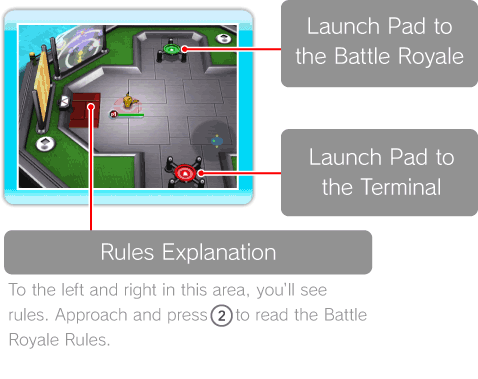 Launch Pad to
the Battle Royale
Launch Pad to
the Terminal
Rules Explanation
To the left and right in this area, you'll see
rules. Approach and press 2 to read the Battle
Royale Rules.